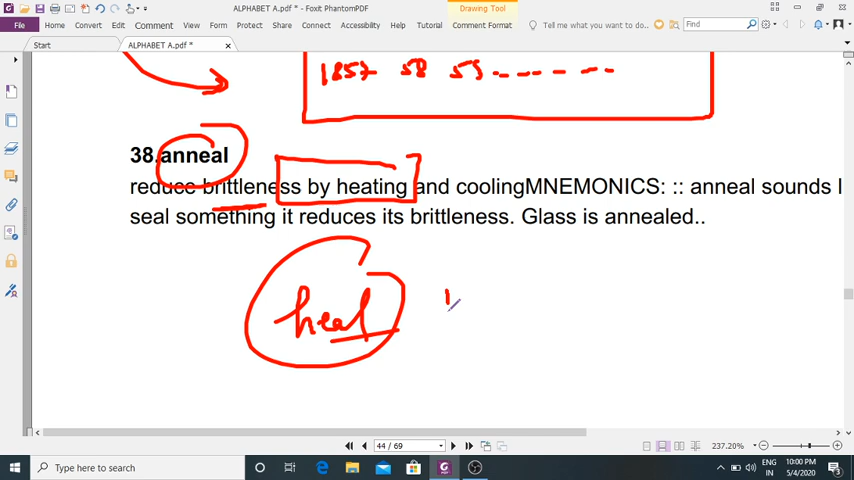 ALPHABET A.pdf * - Foxit PhantomPDF
Drawing Tool
File Home Edit Comment View Form Protect Share Connect Accessibility Help Tutorial Comment Format Tell me what you want to do.. Find
Start ALPHABET A.pdf *
1857 58 59
38.anneal
reduce brittleness by heating and coolingMNEMONICS: :: anneal sounds l
seal something it reduces its brittleness. Glass is annealed..
heal
44 / 69 237.20%
Type here to search
ENG 10:00 PM
IN 5/4/2020
3